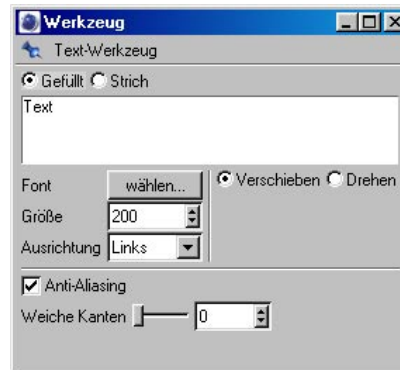 Werkzeug
Text-Werkzeug
Gefüllt Strich
Text
Font wählen... Verschieben Drehen
Größe 200
Ausrichtung Links
Anti-Aliasing
Weiche Kanten 0